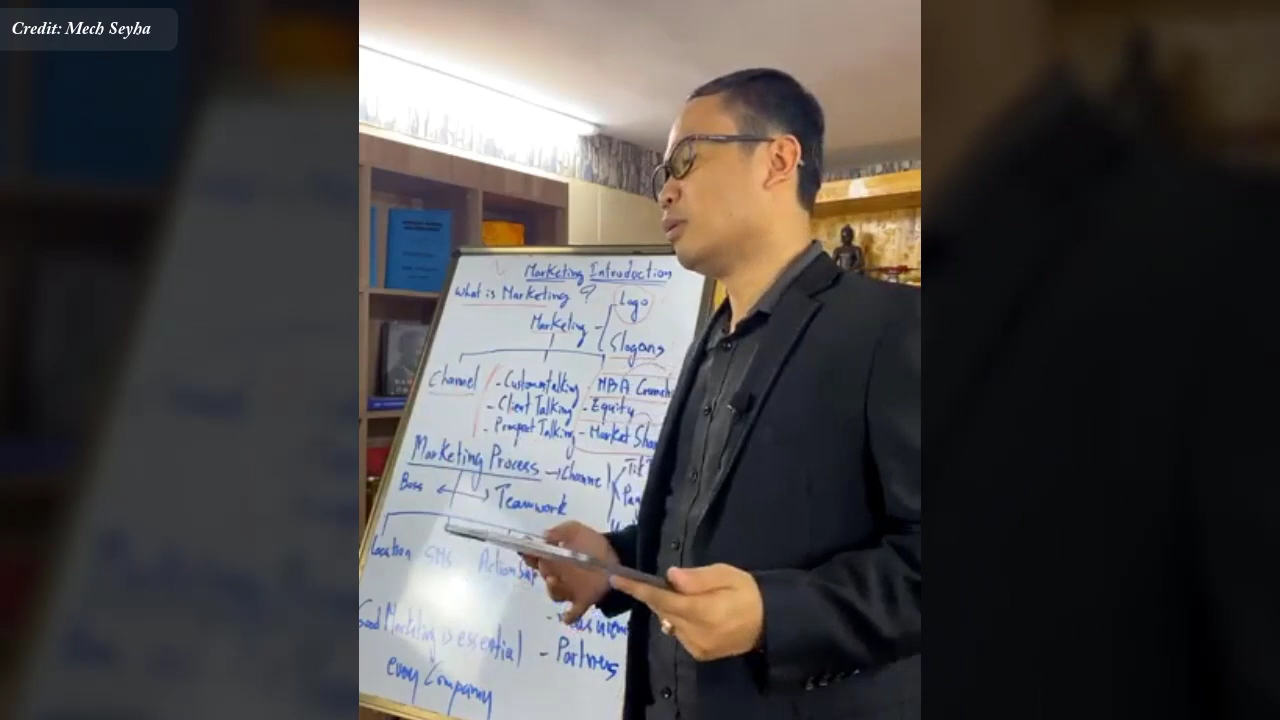 Credit: Mech Seyha
Marketing Introduction
What is Marketing ?
Logo
Marketing
Slogans
Channel
- Customer talking
- Client Talking
- Prospect Talking
MBA
- Equity
- Market
Marketing Process → Channel
Boss
Teamwork
Location SMS Action
Good Marketing is essential
- Partners
every Company